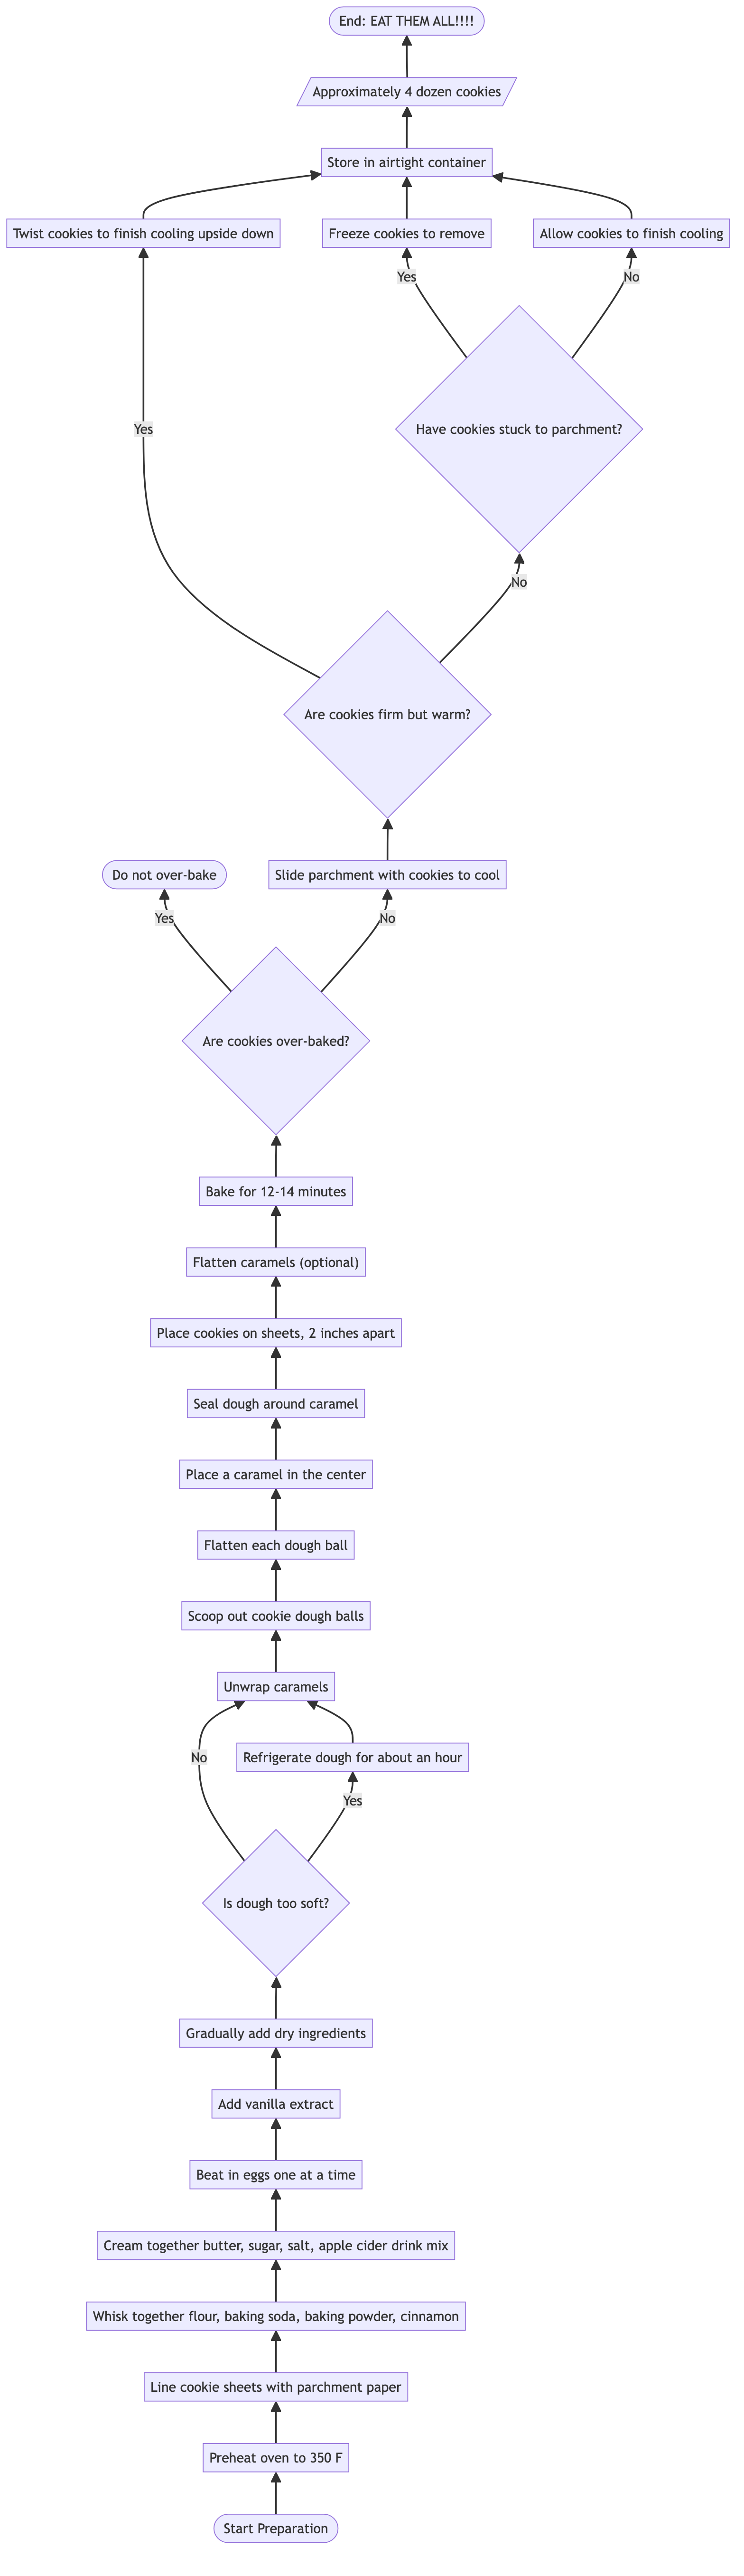 End: EAT THEM ALL!!!!
Approximately 4 dozen cookies
Store in airtight container
Twist cookies to finish cooling upside down
Freeze cookies to remove
Allow cookies to finish cooling
Yes
No
Have cookies stuck to parchment?
Yes
No
Are cookies firm but warm?
Do not over-bake
Slide parchment with cookies to cool
Yes
No
Are cookies over-baked?
Bake for 12-14 minutes
Flatten caramels (optional)
Place cookies on sheets, 2 inches apart
Seal dough around caramel
Place a caramel in the center
Flatten each dough ball
Scoop out cookie dough balls
Unwrap caramels
No
Refrigerate dough for about an hour
Yes
Is dough too soft?
Gradually add dry ingredients
Add vanilla extract
Beat in eggs one at a time
Cream together butter, sugar, salt, apple cider drink mix
Whisk together flour, baking soda, baking powder, cinnamon
Line cookie sheets with parchment paper
Preheat oven to 350 F
Start Preparation